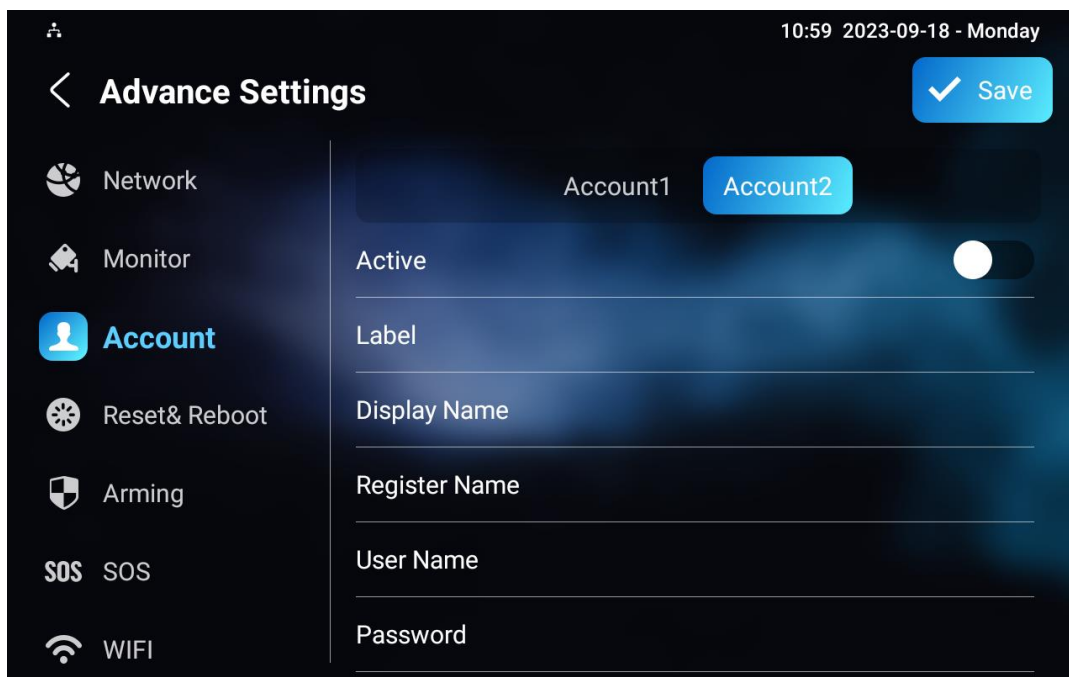 10:59 2023-09-18 - Monday
Advance Settings
Save
Network
Monitor
Account
Reset& Reboot
Arming
SOS SOS
WIFI
Account1 Account2
Active
Label
Display Name
Register Name
User Name
Password